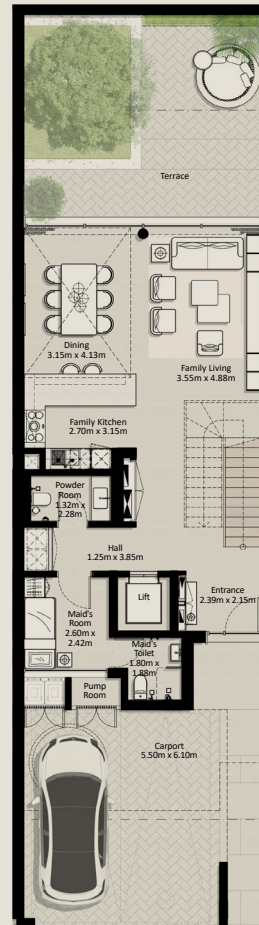 Terrace
Dining
3.15m x 4.13m
Family Living
3.55m x 4.88m
Family Kitchen
2.70m x 3.15m
Powder
Room
1.32m x
2.28m
Hall
1.25m x 3.85m
Lift
Entrance
2.39m x 2.15m
Maid's
Room
2.60m x
2.42m
Maid's
Toilet
1.80m x
1.88m
Pump
Room
Carport
5.50m x 6.10m